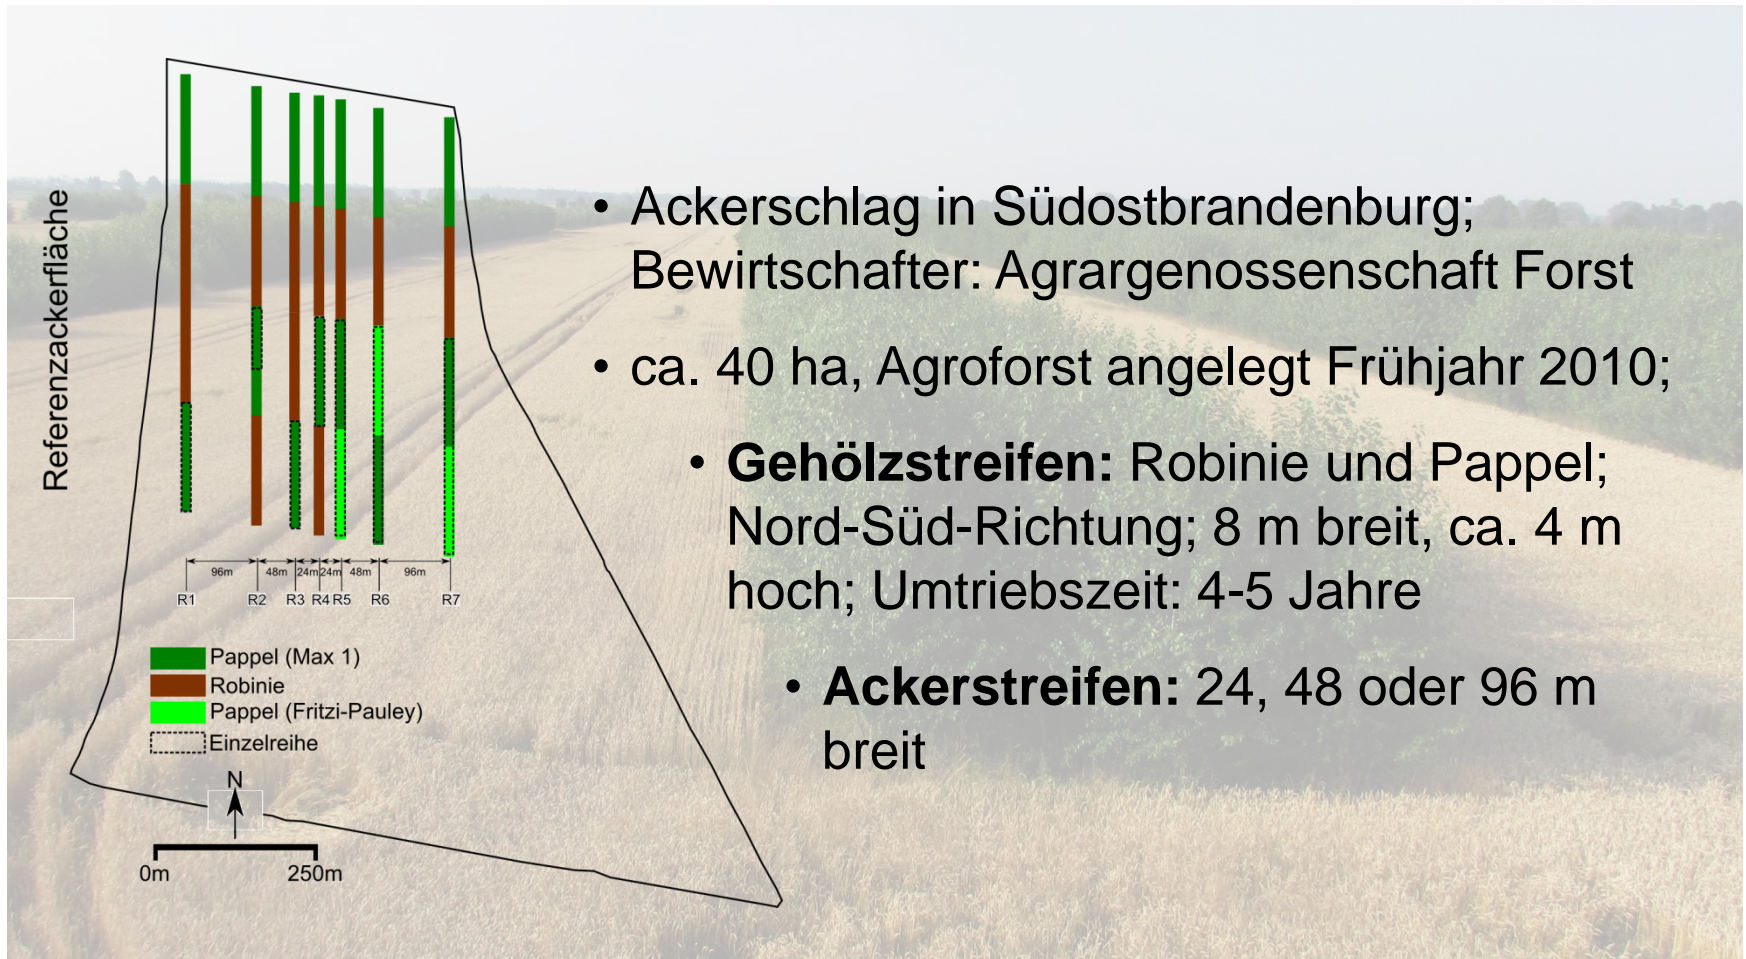 Referenzackerfläche
96m 48m 24m 24m 48m 96m
R1 R2 R3 R4 R5 R6 R7
Pappel (Max 1)
Robinie
Pappel (Fritzi-Pauley)
Einzelreihe
N
0m 250m
• Ackerschlag in Südostbrandenburg;
Bewirtschafter: Agrargenossenschaft Forst
• ca. 40 ha, Agroforst angelegt Frühjahr 2010;
• Gehölzstreifen: Robinie und Pappel;
Nord-Süd-Richtung; 8 m breit, ca. 4 m
hoch; Umtriebszeit: 4-5 Jahre
• Ackerstreifen: 24, 48 oder 96 m
breit